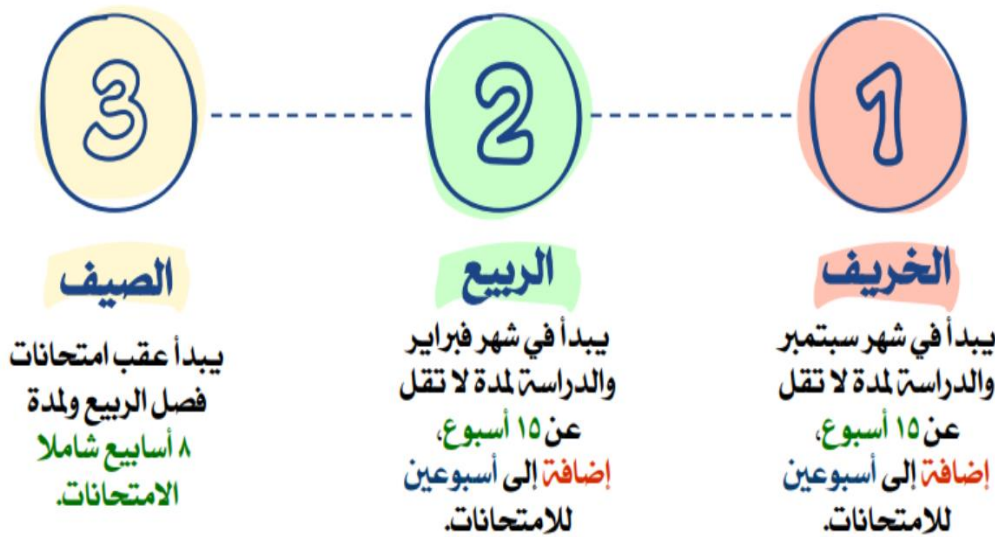 1
الخريف
يبدأ في شهر سبتمبر
والدراسة لمدة لا تقل
عن ١٥ أسبوع،
إضافة إلى أسبوعين
للامتحانات.
2
الربيع
يبدأ في شهر فبراير
والدراسة لمدة لا تقل
عن ١٥ أسبوع،
إضافة إلى أسبوعين
للامتحانات.
3
الصيف
يبدأ عقب امتحانات
فصل الربيع ولمدة
٨ أسابيع شاملا
الامتحانات.